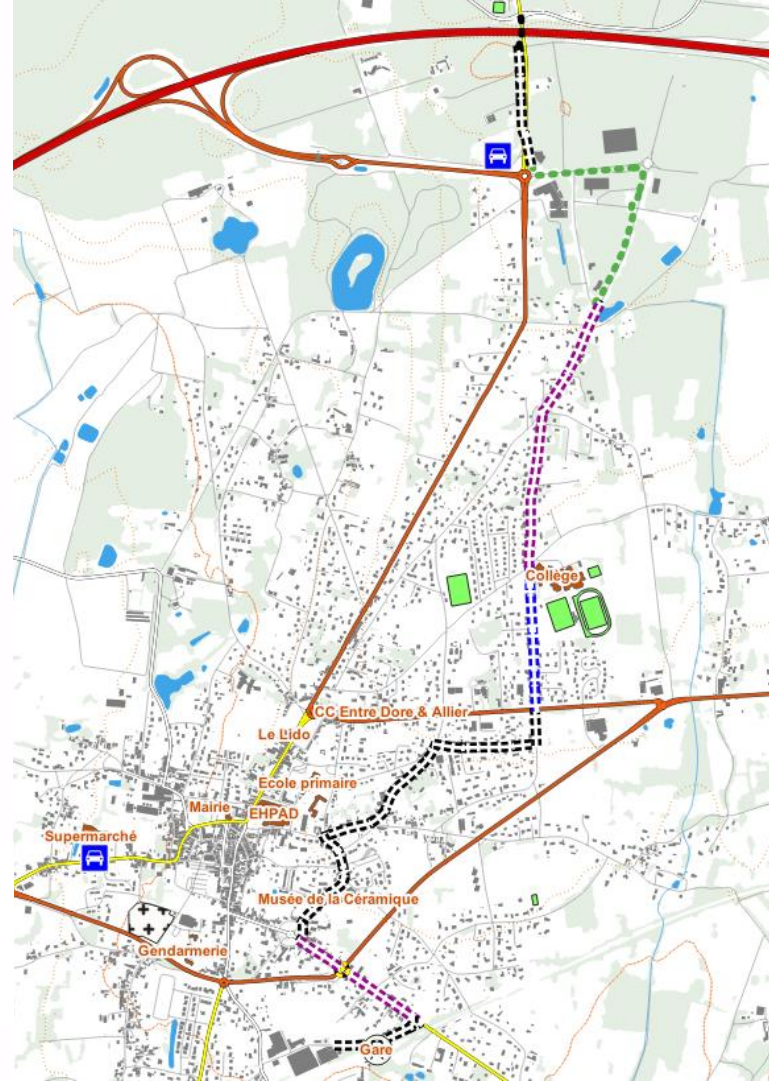 Collège
CC Entre Dore & Allier
Le Lido
Ecole primaire
Mairie
EHPAD
Supermarché
Musée de la Céramique
Gendarmerie
Gare